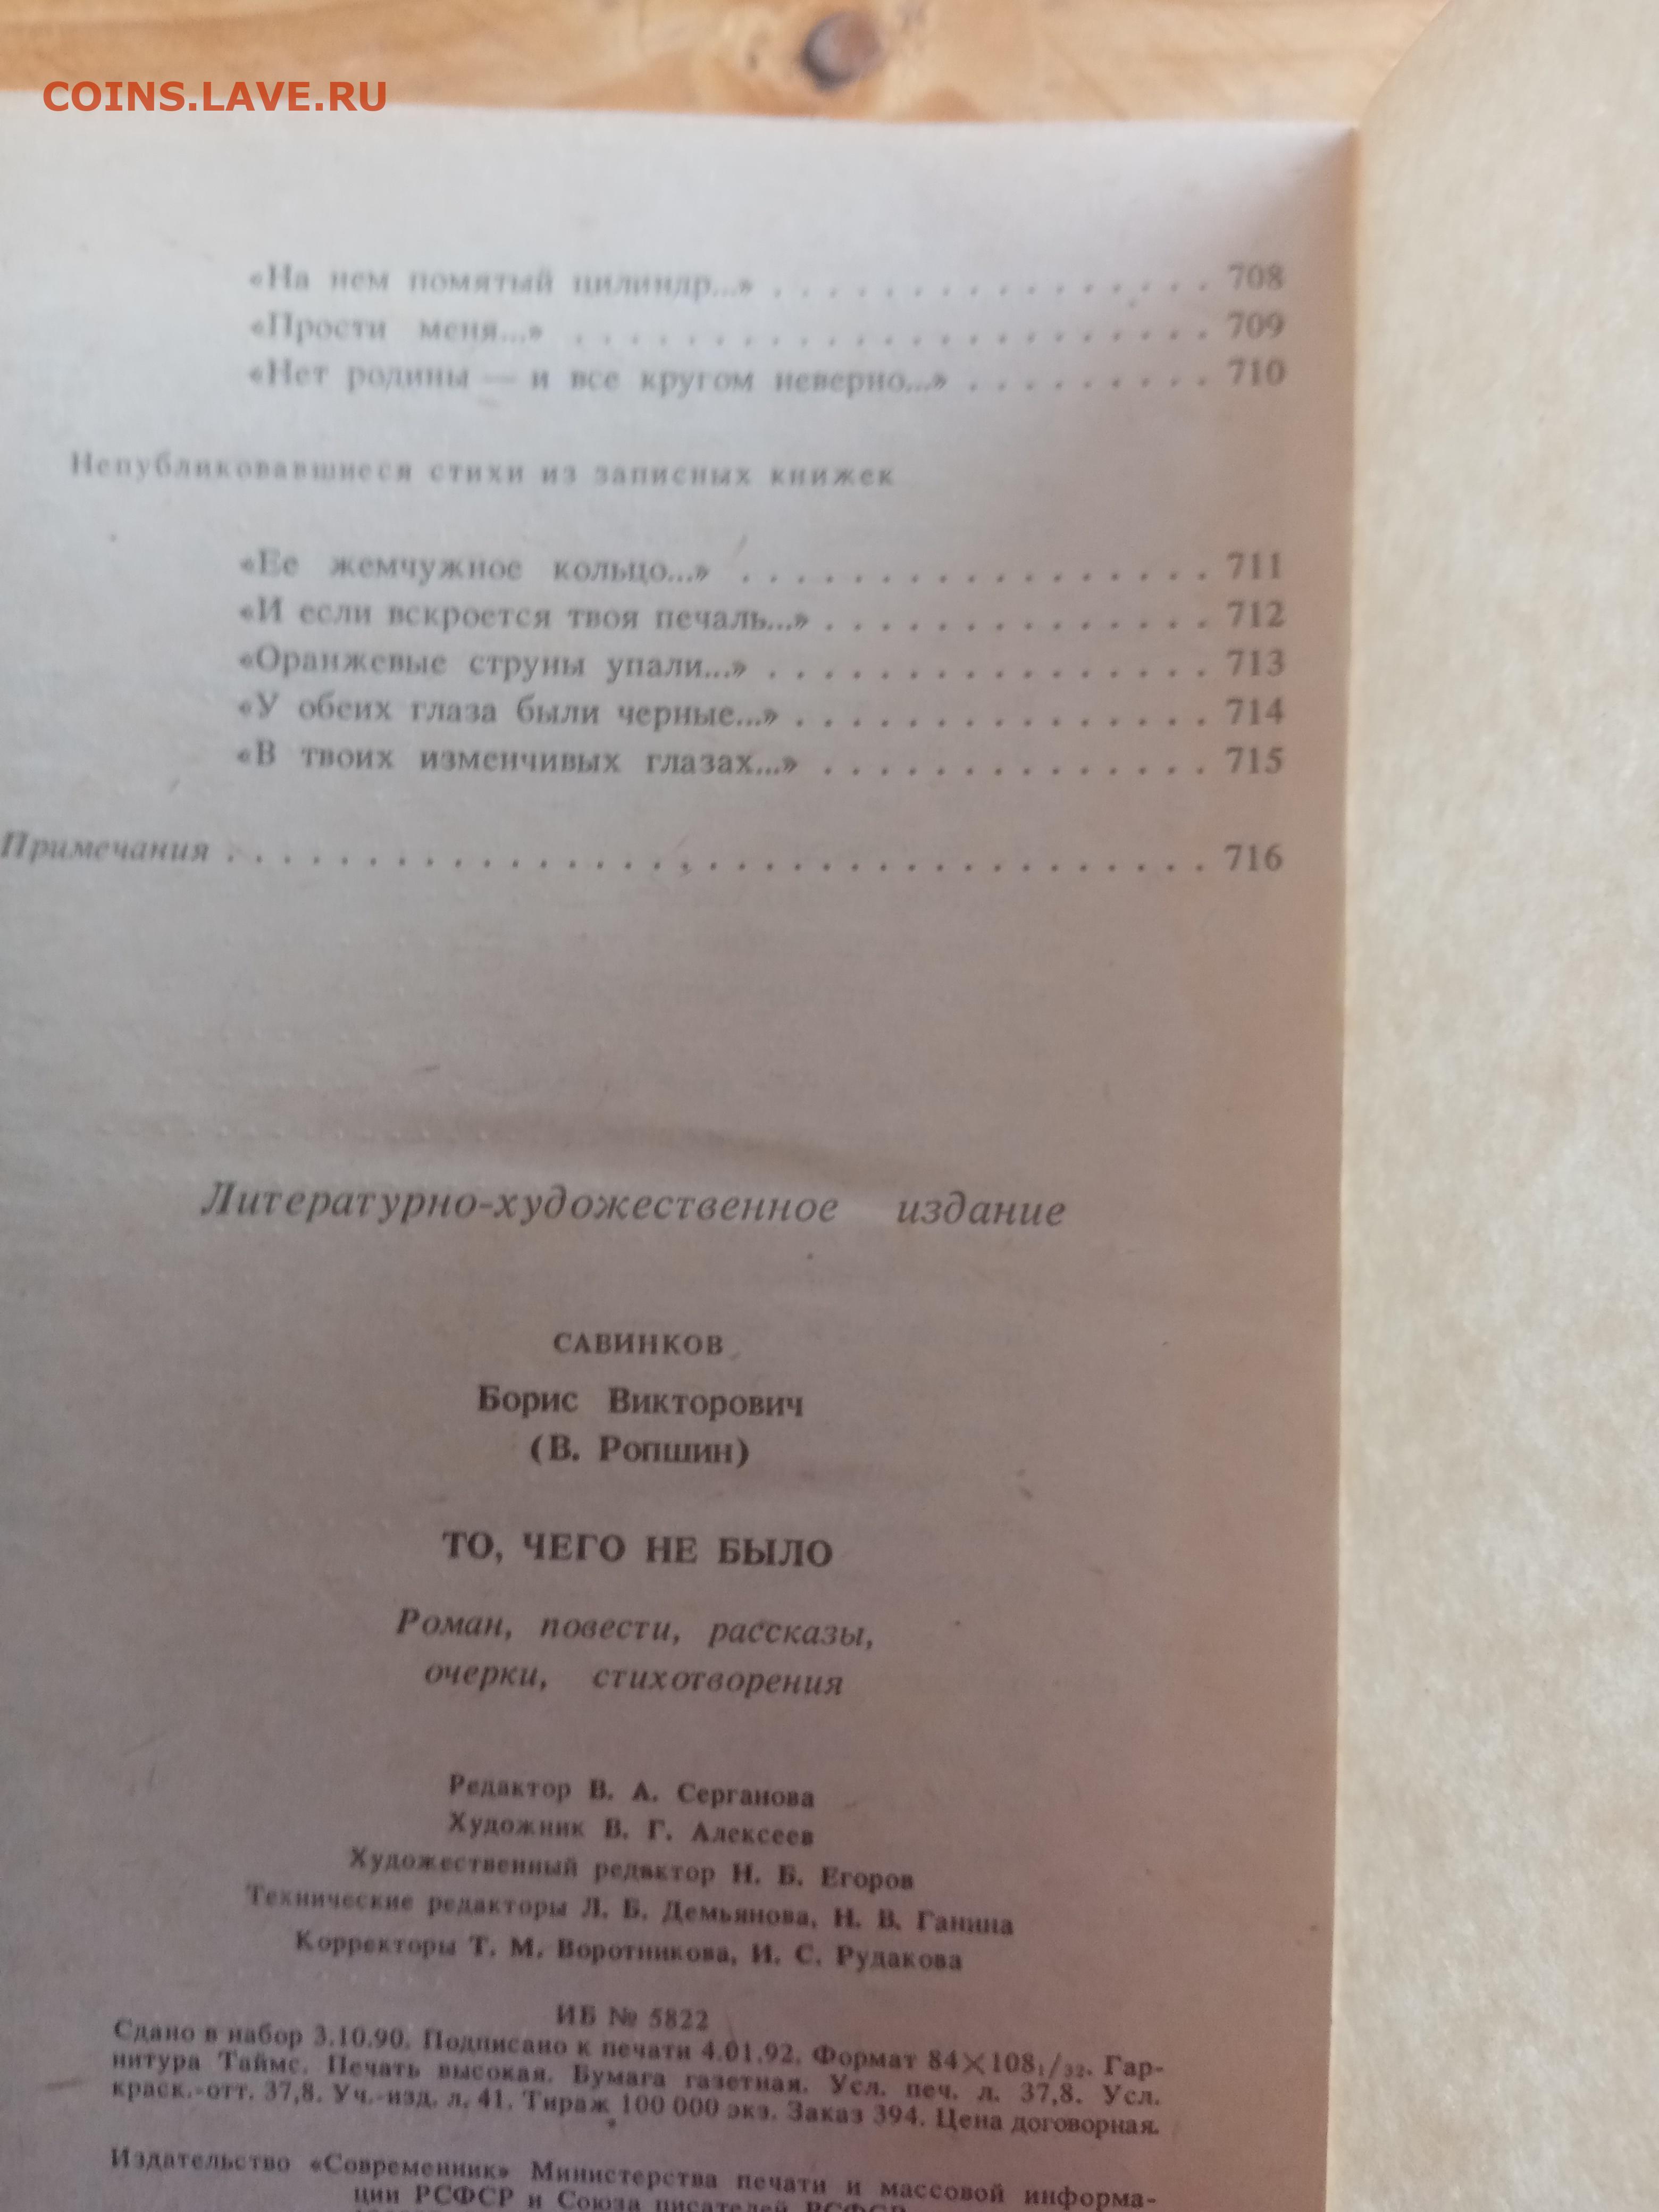 COINS.LAVE.RU
«На нем помятый цилиндр...» . . . . . . . . . . . . . . . . 708
«Прости меня...» . . . . . . . . . . . . . . . . . . . . . . . 709
«Нет родины — и все кругом неверно...» . . . . . . . . . 710
Непубликовавшиеся стихи из записных книжек
«Ее жемчужное кольцо...» . . . . . . . . . . . . . . . . . 711
«И если вскроется твоя печаль...» . . . . . . . . . . . . . . 712
«Оранжевые струны упали...» . . . . . . . . . . . . . . . . 713
«У обеих глаза были черные...» . . . . . . . . . . . . . . . 714
«В твоих изменчивых глазах...» . . . . . . . . . . . . . . 715
Примечания . . . . . . . . . . . . . . . . . . . . . . . . . . . . . . . . . . . 716
Литературно-художественное издание
САВИНКОВ
Борис Викторович
(В. Ропшин)
ТО, ЧЕГО НЕ БЫЛО
Роман, повести, рассказы,
очерки, стихотворения
Редактор В. А. Серганова
Художник В. Г. Алексеев
Художественный редактор Н. Б. Егоров
Технические редакторы Л. Б. Демьянова, Н. В. Ганина
Корректоры Т. М. Воротникова, И. С. Рудакова
ИБ № 5822
Сдано в набор 3.10.90. Подписано к печати 4.01.92. Формат 84×108 1/32. Гар-
нитура Таймс. Печать высокая. Бумага газетная. Усл. печ. л. 37,8. Усл.
краск.-отт. 37,8. Уч.-изд. л. 41. Тираж 100 000 экз. Заказ 394. Цена договорная.
Издательство «Современник» Министерства печати и массовой информа-
ции РСФСР и Союза писателей РСФСР